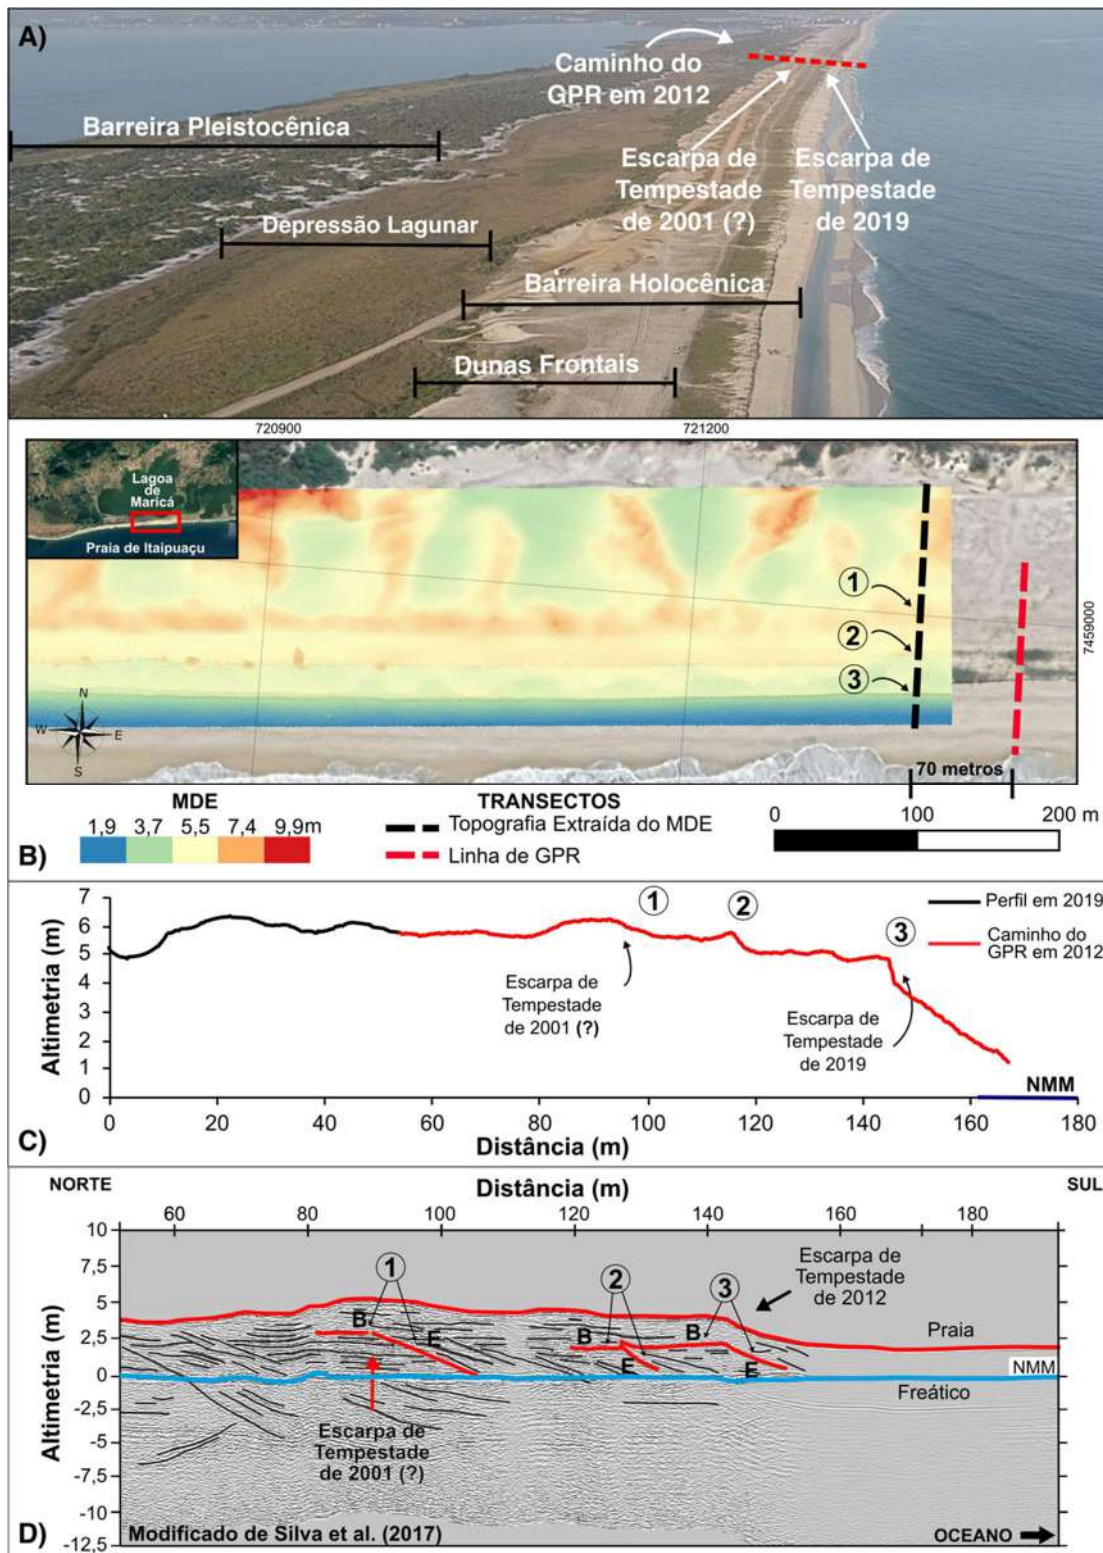 A)
Caminho do
GPR em 2012
Barreira Pleistocênica
Escarpa de
Tempestade
de 2001 (?)
Escarpa de
Tempestade
de 2019
Depressão Lagunar
Barreira Holocênica
Dunas Frontais
720900
721200
Lagoa
de
Maricá
Praia de Itaipuaçu
1
2
3
7459000
N
W
E
S
70 metros
MDE
1,9 3,7 5,5 7,4 9,9m
TRANSECTOS
Topografia Extraída do MDE
Linha de GPR
0 100 200 m
B)
7
6
5
4
3
2
1
0
Altimetria (m)
1
2
3
Perfil em 2019
Caminho do
GPR em 2012
Escarpa de
Tempestade
de 2001 (?)
Escarpa de
Tempestade
de 2019
NMM
0 20 40 60 80 100 120 140 160 180
Distância (m)
C)
NORTE
Distância (m)
SUL
60 80 100 120 140 160 180
10
7,5
5
2,5
0
-2,5
-5
-7,5
-10
-12,5
Altimetria (m)
1
2
3
Escarpa de
Tempestade
de 2012
B
E
B
E
B
E
Praia
NMM
Freático
Escarpa de
Tempestade
de 2001 (?)
D)
Modificado de Silva et al. (2017)
OCEANO